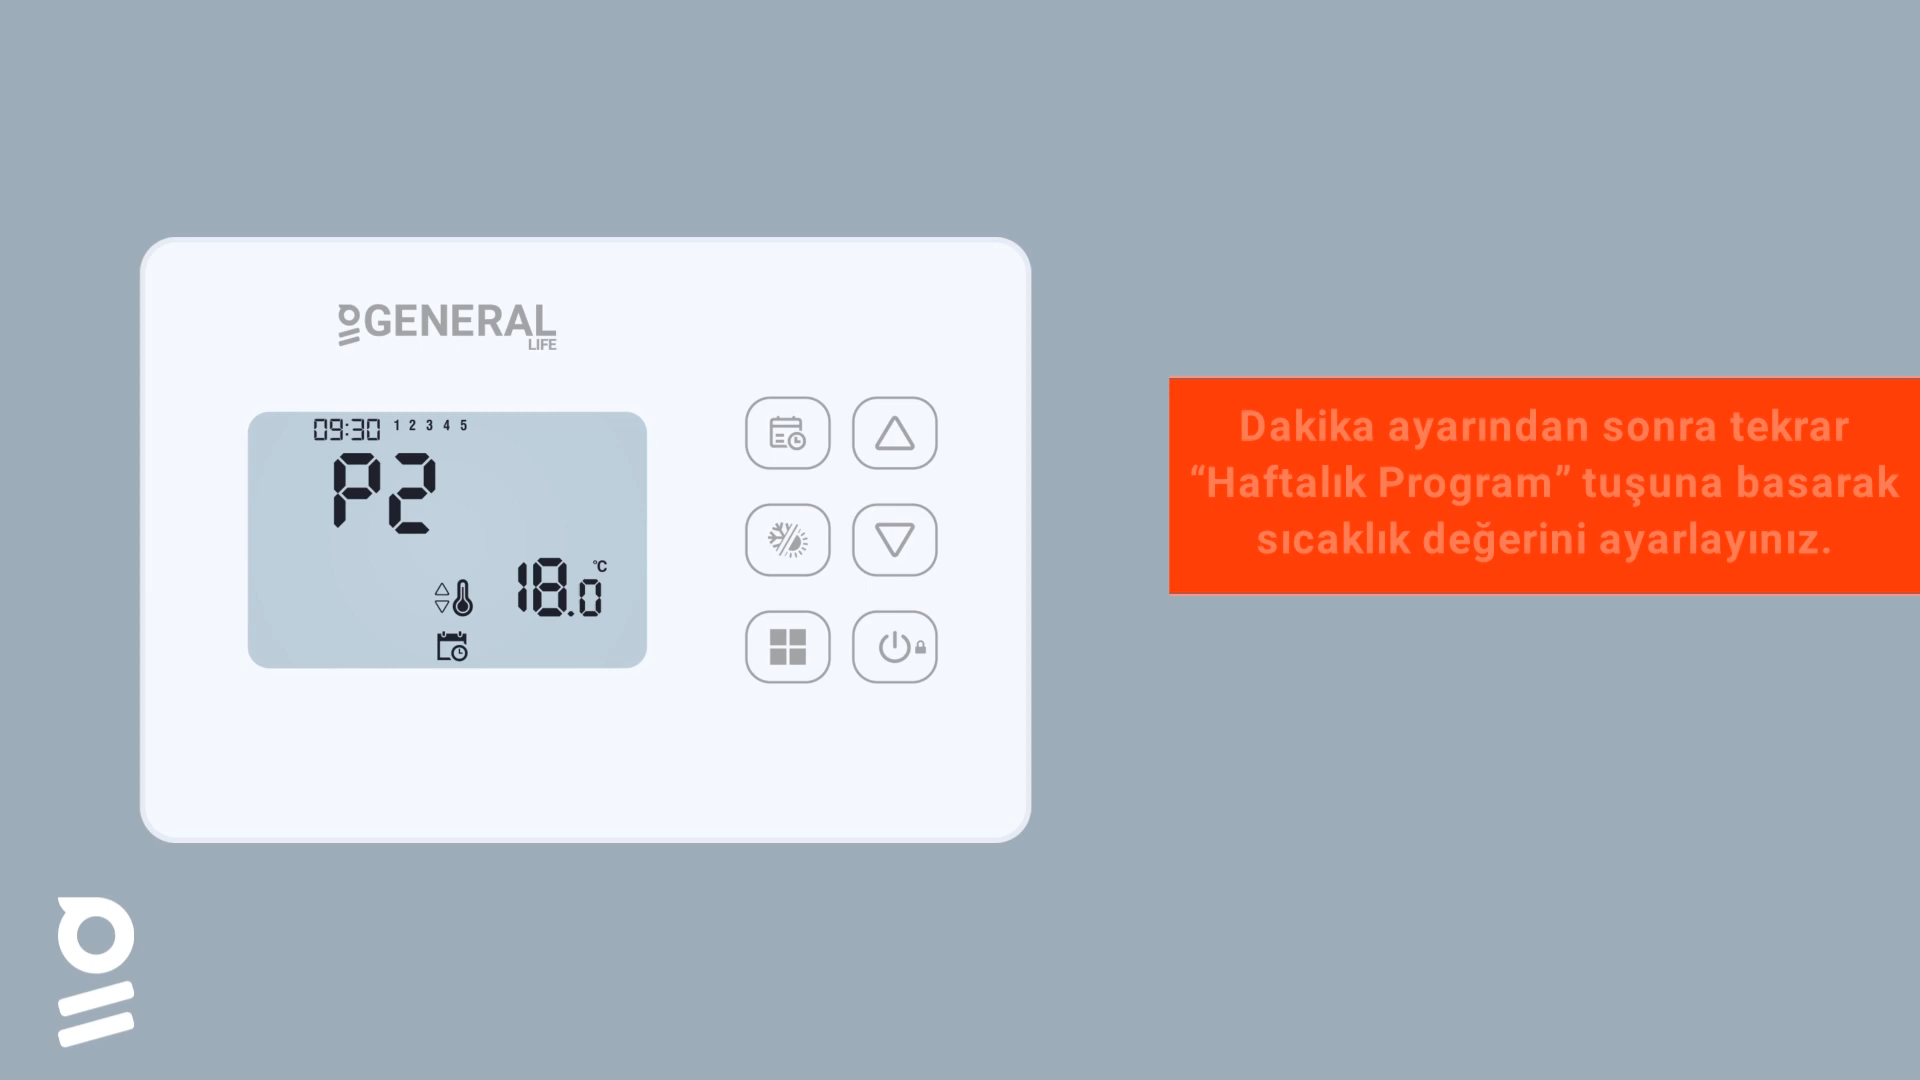 GENERAL
LIFE
09:30 1 2 3 4 5
P2
18.0 °C
Dakika ayarından sonra tekrar
“Haftalık Program” tuşuna basarak
sıcaklık değerini ayarlayınız.